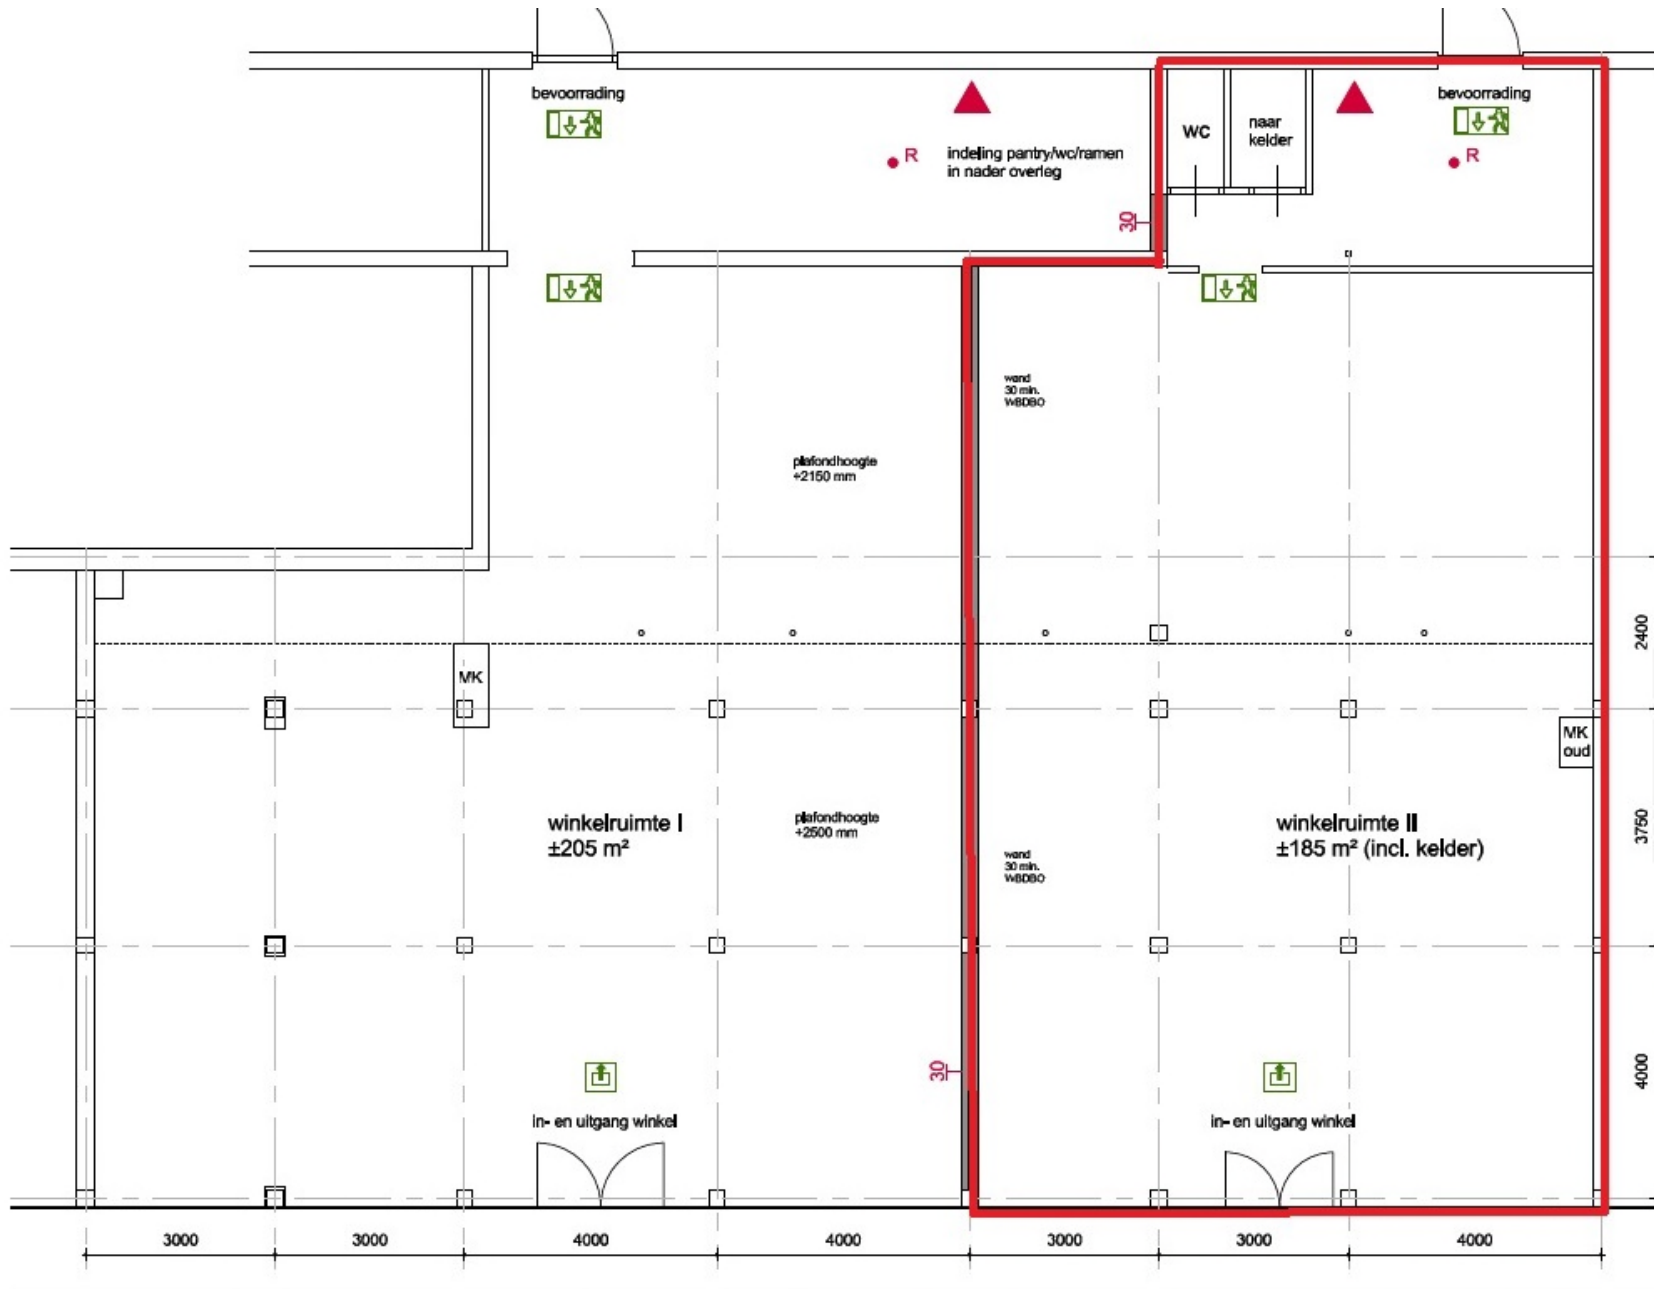 bevoorrading
bevoorrading
WC
naar
kelder
R
indeling pantry/wc/ramen
in nader overleg
R
30
wand
30 min.
WBDBO
plafondhoogte
+2150 mm
2400
MK
MK
oud
winkelruimte I
±205 m²
plafondhoogte
+2500 mm
winkelruimte II
±185 m² (incl. kelder)
3750
wand
30 min.
WBDBO
30
4000
in- en uitgang winkel
in- en uitgang winkel
3000
3000
4000
4000
3000
3000
4000